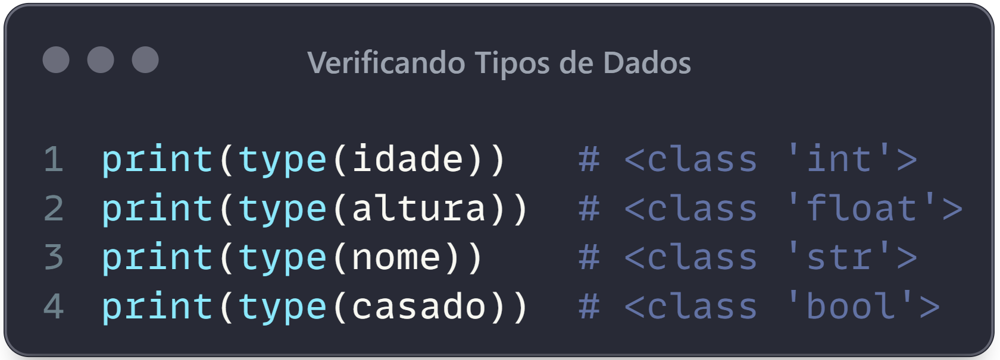 Verificando Tipos de Dados
1 print(type(idade))   # <class 'int'>
2 print(type(altura))  # <class 'float'>
3 print(type(nome))    # <class 'str'>
4 print(type(casado))  # <class 'bool'>